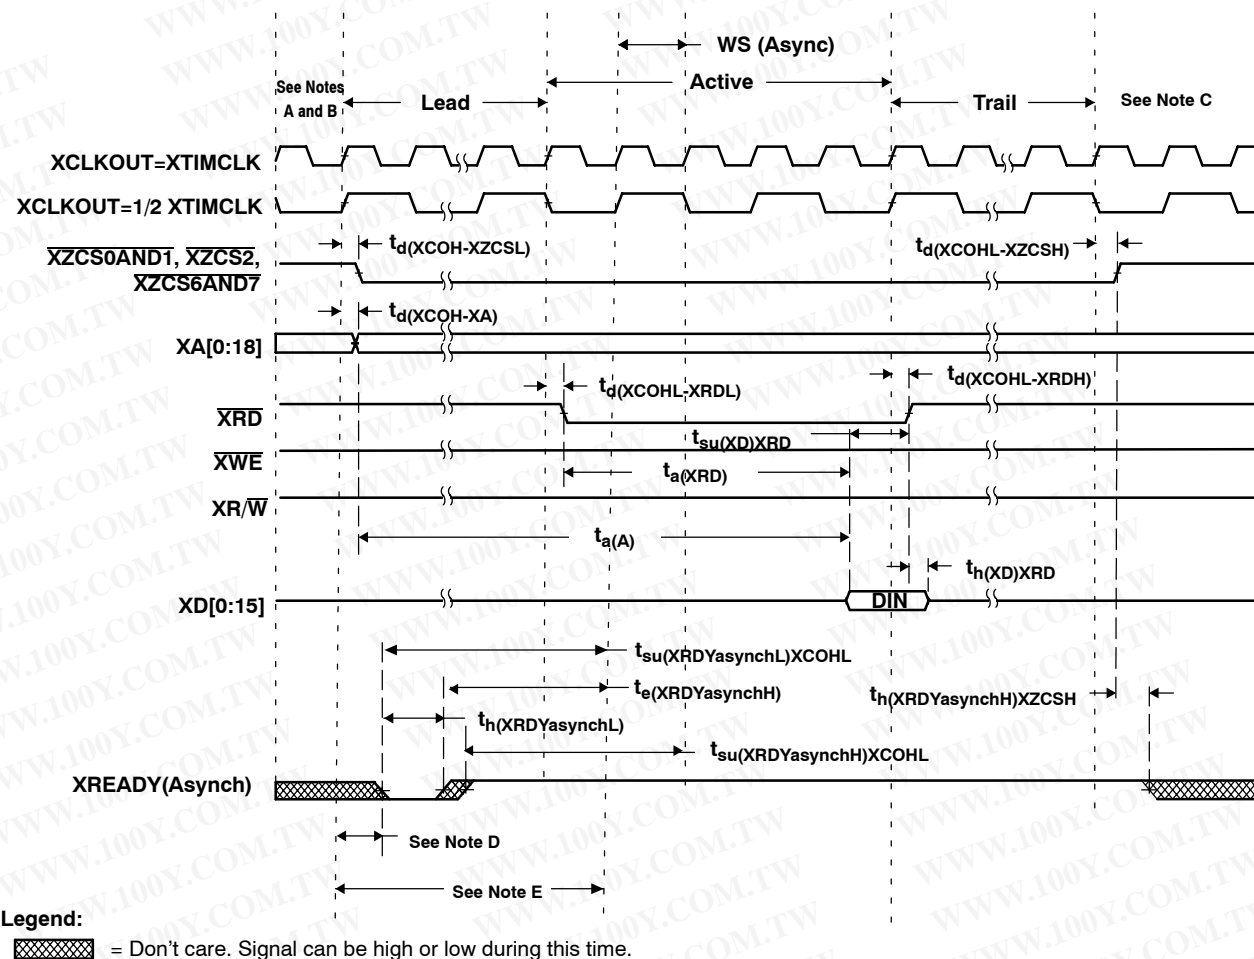 WS (Async)
Active
See Notes
A and B
Lead
Trail
See Note C
XCLKOUT=XTIMCLK
XCLKOUT=1/2 XTIMCLK
td(XCOH-XZCSL)
td(XCOHL-XZCSH)
XZCS0AND1, XZCS2,
XZCS6AND7
td(XCOH-XA)
XA[0:18]
td(XCOHL-XRDL)
td(XCOHL-XRDH)
XRD
tsu(XD)XRD
XWE
ta(XRD)
XR/W
ta(A)
th(XD)XRD
XD[0:15]
DIN
tsu(XRDYasynchL)XCOHL
te(XRDYasynchH)
th(XRDYasynchH)XZCSH
th(XRDYasynchL)
tsu(XRDYasynchH)XCOHL
XREADY(Asynch)
See Note D
See Note E
Legend:
= Don't care. Signal can be high or low during this time.
WWW.100Y.COM.TW